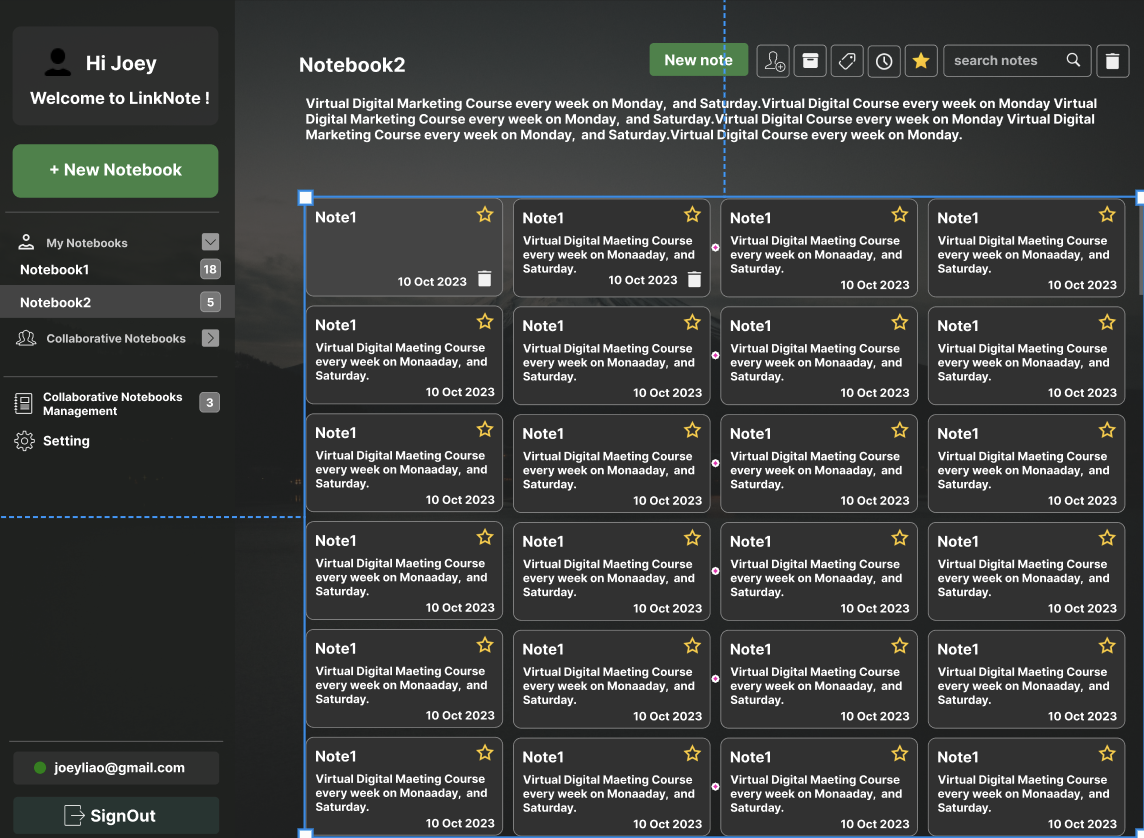 Hi Joey
Welcome to LinkNote !
+ New Notebook
My Notebooks
Notebook1
18
Notebook2
5
Collaborative Notebooks
Collaborative Notebooks
Management
3
Setting
joeyliao@gmail.com
SignOut
Notebook2
New note
search notes
Virtual Digital Marketing Course every week on Monday, and Saturday.Virtual Digital Course every week on Monday Virtual
Digital Marketing Course every week on Monday, and Saturday.Virtual Digital Course every week on Monday Virtual Digital
Marketing Course every week on Monday, and Saturday.Virtual Digital Course every week on Monday.
Note1
10 Oct 2023
Note1
Virtual Digital Maeting Course
every week on Monaaday, and
Saturday.
10 Oct 2023
Note1
Virtual Digital Maeting Course
every week on Monaaday, and
Saturday.
10 Oct 2023
Note1
Virtual Digital Maeting Course
every week on Monaaday, and
Saturday.
10 Oct 2023
Note1
Virtual Digital Maeting Course
every week on Monaaday, and
Saturday.
10 Oct 2023
Note1
Virtual Digital Maeting Course
every week on Monaaday, and
Saturday.
10 Oct 2023
Note1
Virtual Digital Maeting Course
every week on Monaaday, and
Saturday.
10 Oct 2023
Note1
Virtual Digital Maeting Course
every week on Monaaday, and
Saturday.
10 Oct 2023
Note1
Virtual Digital Maeting Course
every week on Monaaday, and
Saturday.
10 Oct 2023
Note1
Virtual Digital Maeting Course
every week on Monaaday, and
Saturday.
10 Oct 2023
Note1
Virtual Digital Maeting Course
every week on Monaaday, and
Saturday.
10 Oct 2023
Note1
Virtual Digital Maeting Course
every week on Monaaday, and
Saturday.
10 Oct 2023
Note1
Virtual Digital Maeting Course
every week on Monaaday, and
Saturday.
10 Oct 2023
Note1
Virtual Digital Maeting Course
every week on Monaaday, and
Saturday.
10 Oct 2023
Note1
Virtual Digital Maeting Course
every week on Monaaday, and
Saturday.
10 Oct 2023
Note1
Virtual Digital Maeting Course
every week on Monaaday, and
Saturday.
10 Oct 2023
Note1
Virtual Digital Maeting Course
every week on Monaaday, and
Saturday.
10 Oct 2023
Note1
Virtual Digital Maeting Course
every week on Monaaday, and
Saturday.
10 Oct 2023
Note1
Virtual Digital Maeting Course
every week on Monaaday, and
Saturday.
10 Oct 2023
Note1
Virtual Digital Maeting Course
every week on Monaaday, and
Saturday.
10 Oct 2023
Note1
Virtual Digital Maeting Course
every week on Monaaday, and
Saturday.
10 Oct 2023
Note1
Virtual Digital Maeting Course
every week on Monaaday, and
Saturday.
10 Oct 2023
Note1
Virtual Digital Maeting Course
every week on Monaaday, and
Saturday.
10 Oct 2023
Note1
Virtual Digital Maeting Course
every week on Monaaday, and
Saturday.
10 Oct 2023